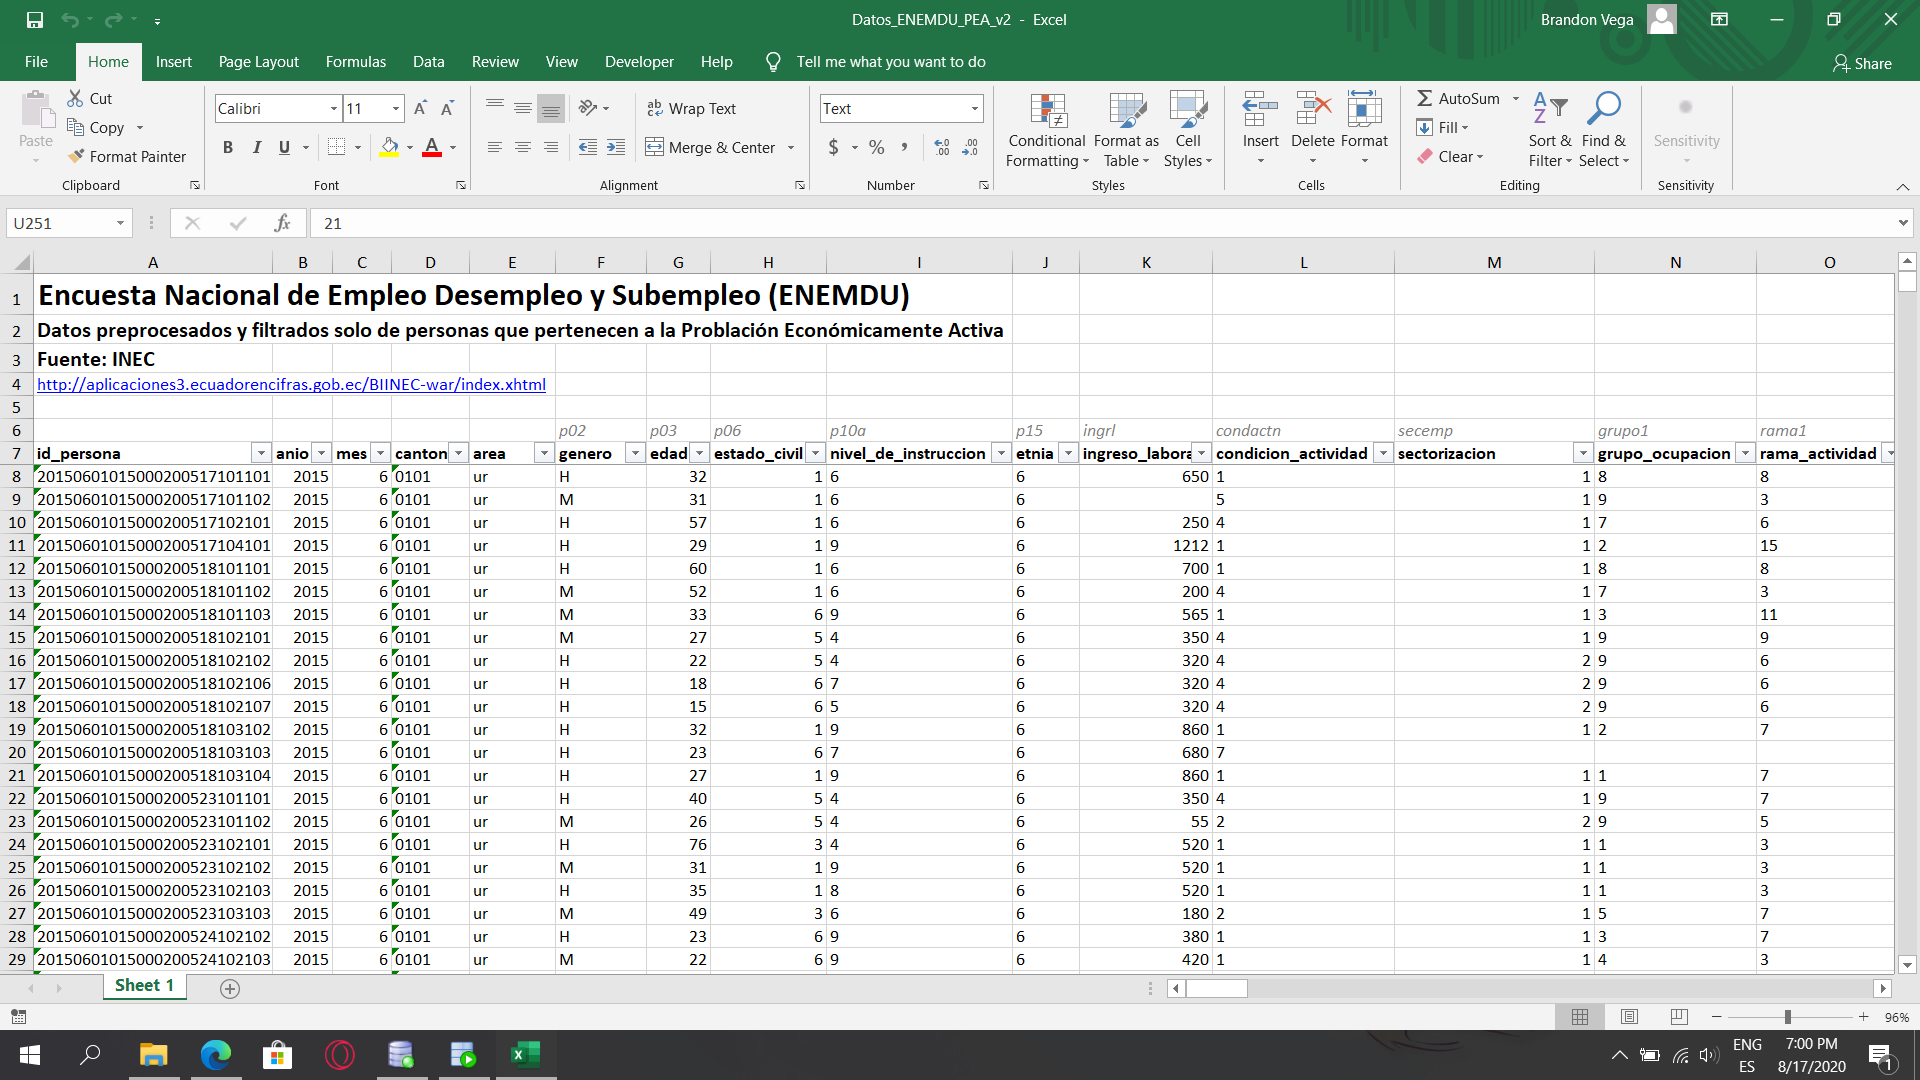 Datos_ENEMDU_PEA_v2 - Excel
Brandon Vega
File Home Insert Page Layout Formulas Data Review View Developer Help Tell me what you want to do Share
Paste
Cut
Copy
Format Painter
Clipboard
Calibri 11
B I U
Font
Wrap Text
Merge & Center
Alignment
Text
$ % ,
Number
Conditional Formatting
Format as Table
Cell Styles
Styles
Insert Delete Format
Cells
AutoSum
Fill
Clear
Sort & Filter
Find & Select
Editing
Sensitivity
Sensitivity
U251 fx 21
A B C D E F G H I J K L M N O
1 Encuesta Nacional de Empleo Desempleo y Subempleo (ENEMDU)
2 Datos preprocesados y filtrados solo de personas que pertenecen a la Problación Económicamente Activa
3 Fuente: INEC
4 http://aplicaciones3.ecuadorencifras.gob.ec/BIINEC-war/index.xhtml
5
6 p02 p03 p06 p10a p15 ingrl condactn secemp grupo1 rama1
7 id_persona anio mes canton area genero edad estado_civil nivel_de_instruccion etnia ingreso_labora condicion_actividad sectorizacion grupo_ocupacion rama_actividad
8 201506010150002005171​01101 2015 6 0101 ur H 32 1 6 6 650 1 1 8 8
9 20150601015000200517101102 2015 6 0101 ur M 31 1 6 6 5 1 9 3
10 20150601015000200517102101 2015 6 0101 ur H 57 1 6 6 250 4 1 7 6
11 20150601015000200517104101 2015 6 0101 ur H 29 1 9 6 1212 1 1 2 15
12 20150601015000200518101101 2015 6 0101 ur H 60 1 6 6 700 1 1 8 8
13 20150601015000200518101102 2015 6 0101 ur M 52 1 6 6 200 4 1 7 3
14 20150601015000200518101103 2015 6 0101 ur M 33 6 9 6 565 1 1 3 11
15 20150601015000200518102101 2015 6 0101 ur M 27 5 4 6 350 4 1 9 9
16 20150601015000200518102102 2015 6 0101 ur H 22 5 4 6 320 4 2 9 6
17 20150601015000200518102106 2015 6 0101 ur H 18 6 7 6 320 4 2 9 6
18 20150601015000200518102107 2015 6 0101 ur H 15 6 5 6 320 4 2 9 6
19 20150601015000200518103102 2015 6 0101 ur H 32 1 9 6 860 1 1 2 7
20 20150601015000200518103103 2015 6 0101 ur H 23 6 7 6 680 7
21 20150601015000200518103104 2015 6 0101 ur H 27 1 9 6 860 1 1 1 7
22 20150601015000200523101101 2015 6 0101 ur H 40 5 4 6 350 4 1 9 7
23 20150601015000200523101102 2015 6 0101 ur M 26 5 4 6 55 2 2 9 5
24 20150601015000200523102101 2015 6 0101 ur H 76 3 4 6 520 1 1 1 3
25 20150601015000200523102102 2015 6 0101 ur M 31 1 9 6 520 1 1 1 3
26 20150601015000200523102103 2015 6 0101 ur H 35 1 8 6 520 1 1 1 3
27 20150601015000200523103103 2015 6 0101 ur M 49 3 6 6 180 2 1 5 7
28 20150601015000200524102102 2015 6 0101 ur H 23 6 9 6 380 1 1 3 7
29 20150601015000200524102103 2015 6 0101 ur M 22 6 9 6 420 1 1 4 3
Sheet 1
96%
ENG 7:00 PM
ES 8/17/2020 1